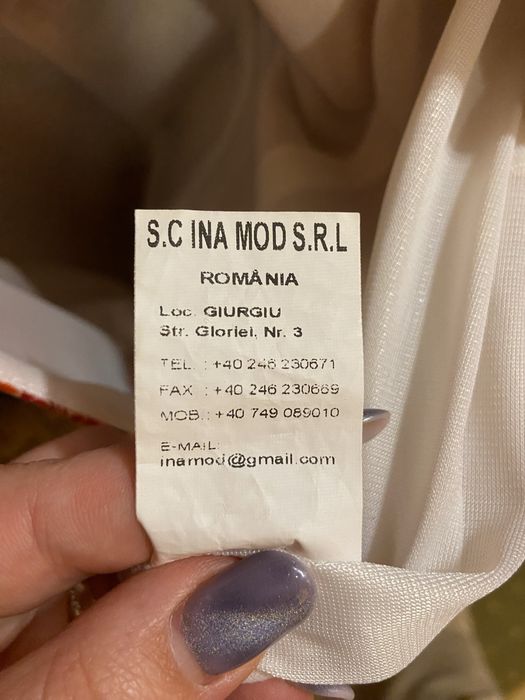 S.C INA MOD S.R.L
ROMÂNIA
Loc. GIURGIU
Str. Gloriei, Nr. 3
TEL. : +40 246 230671
FAX : +40 246 230669
MOB.: +40 749 089010
E-MAIL:
inamod@gmail.com